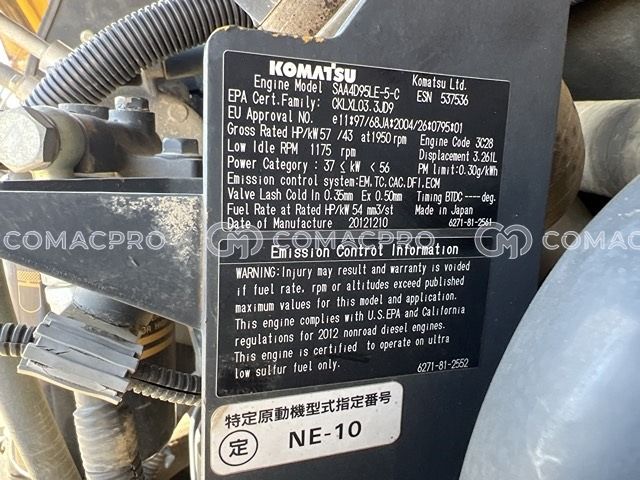 KOMATSU
Komatsu Ltd.
Engine Model SAA4D95LE-5-C ESN 537536
EPA Cert.Family: CKLXL03.3JD9
EU Approval NO. e11*97/68JA*2004/26*0795*01
Gross Rated HP/kW 57 /43 at 1950 rpm Engine Code 3C28
Low Idle RPM 1175 rpm Displacement 3.261L
Power Category: 37 ≤ kW < 56 PM limit:0.30g/kWh
Emission control system:EM.TC.CAC.DFI.ECM
Valve Lash Cold In 0.35mm Ex 0.50mm Timing BTDC ----deg.
Fuel Rate at Rated HP/kW 54 mm3/st Made in Japan
Date of Manufacture 20121210 6271-81-2561
COMACPRO COMACPRO COMACPRO
Emission Control Information
WARNING:Injury may result and warranty is voided
if fuel rate, rpm or altitudes exceed published
maximum values for this model and application.
This engine complies with U.S.EPA and California
regulations for 2012 nonroad diesel engines.
This engine is certified to operate on ultra
low sulfur fuel only. 6271-81-2552
特定原動機型式指定番号
定 NE-10